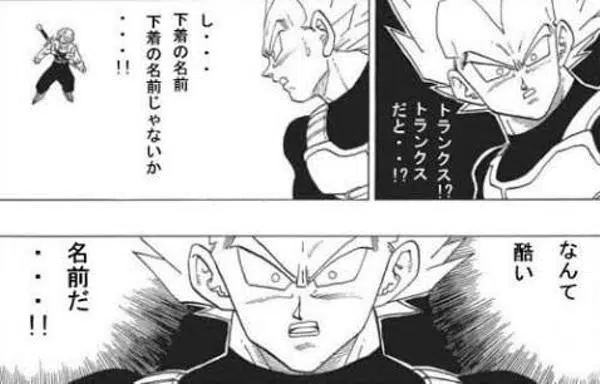 トランクス!?
トランクス
だと・・!?
し・・・
下着の名前
下着の名前じゃないか
・・・!!
なんて
酷い
名前だ
・・・!!